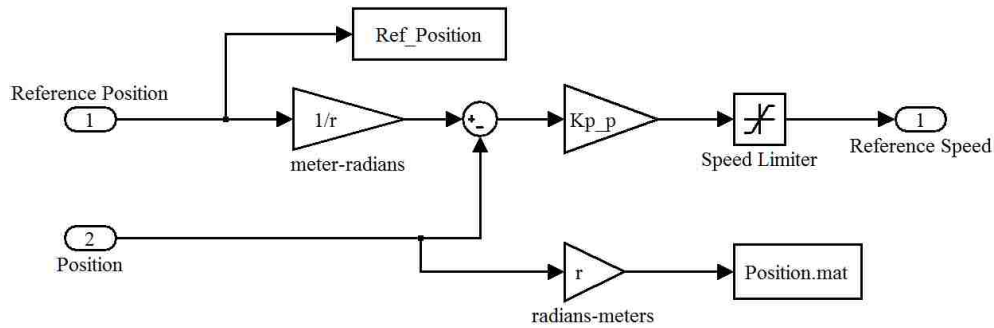 Ref_Position
Reference Position
1
1/r
meter-radians
+
-
Kp_p
Speed Limiter
1
Reference Speed
2
Position
r
radians-meters
Position.mat